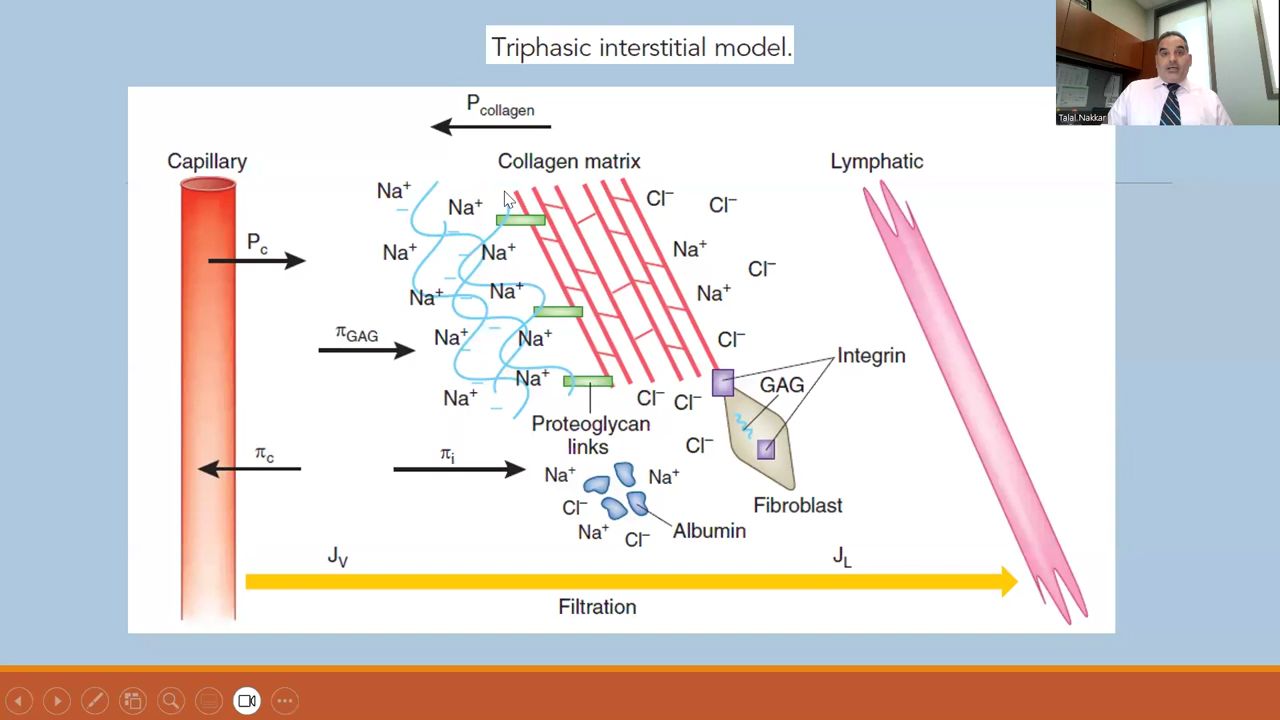 Triphasic interstitial model.
Talal.Nakkar
P collagen
Capillary
Collagen matrix
Lymphatic
Na⁺
Na⁺
Cl⁻
Cl⁻
Pc
Na⁺
Na⁺
Na⁺
Cl⁻
Na⁺
Na⁺
Na⁺
πGAG
Na⁺
Na⁺
Cl⁻
Integrin
Na⁺
Na⁺
Cl⁻
Cl⁻
GAG
Proteoglycan
links
Cl⁻
πc
πi
Na⁺
Na⁺
Cl⁻
Fibroblast
Na⁺
Cl⁻
Albumin
JV
JL
Filtration